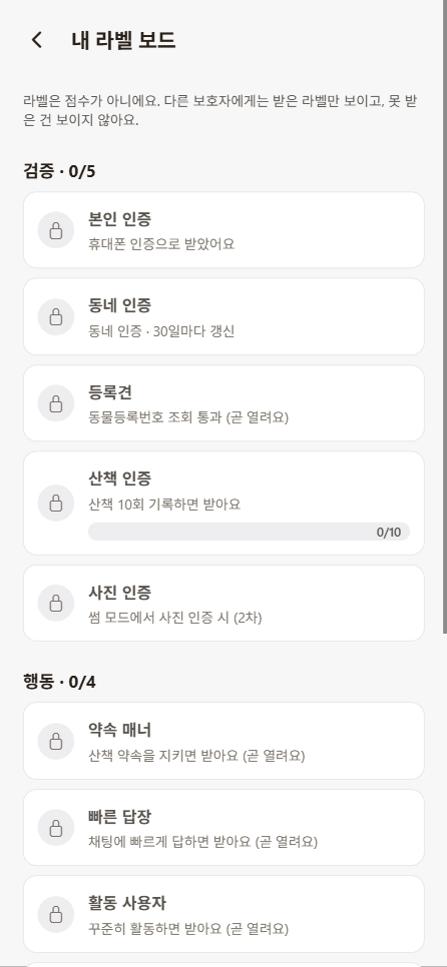 내 라벨 보드
라벨은 점수가 아니에요. 다른 보호자에게는 받은 라벨만 보이고, 못 받
은 건 보이지 않아요.
검증 · 0/5
본인 인증
휴대폰 인증으로 받았어요
동네 인증
동네 인증 · 30일마다 갱신
등록견
동물등록번호 조회 통과 (곧 열려요)
산책 인증
산책 10회 기록하면 받아요
0/10
사진 인증
썸 모드에서 사진 인증 시 (2차)
행동 · 0/4
약속 매너
산책 약속을 지키면 받아요 (곧 열려요)
빠른 답장
채팅에 빠르게 답하면 받아요 (곧 열려요)
활동 사용자
꾸준히 활동하면 받아요 (곧 열려요)